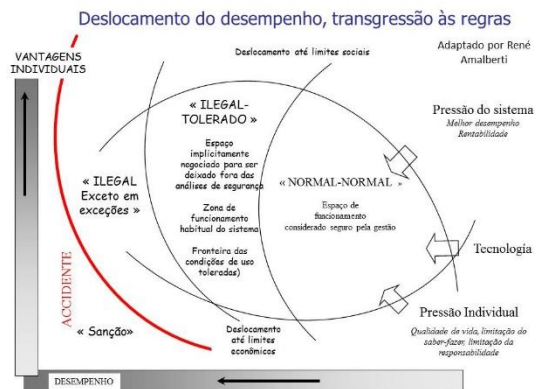 Deslocamento do desempenho, transgressão às regras
VANTAGENS
INDIVIDUAIS
Deslocamento até limites sociais
Adaptado por René
Amalberti
« ILEGAL-
TOLERADO »
Espaço
implicitamente
negociado para ser
deixado fora das
análises de segurança
Zona de
funcionamento
habitual do sistema
Fronteira das
condições de uso
toleradas)
« ILEGAL
Exceto em
exceções »
« NORMAL-NORMAL »
Espaço de
funcionamento
considerado seguro pela gestão
Pressão do sistema
Melhor desempenho
Rentabilidade
Tecnologia
Pressão Individual
Qualidade de vida, limitação do
saber-fazer, limitação da
responsabilidade
ACCIDENTE
« Sanção»
Deslocamento
até limites
econômicos
DESEMPENHO